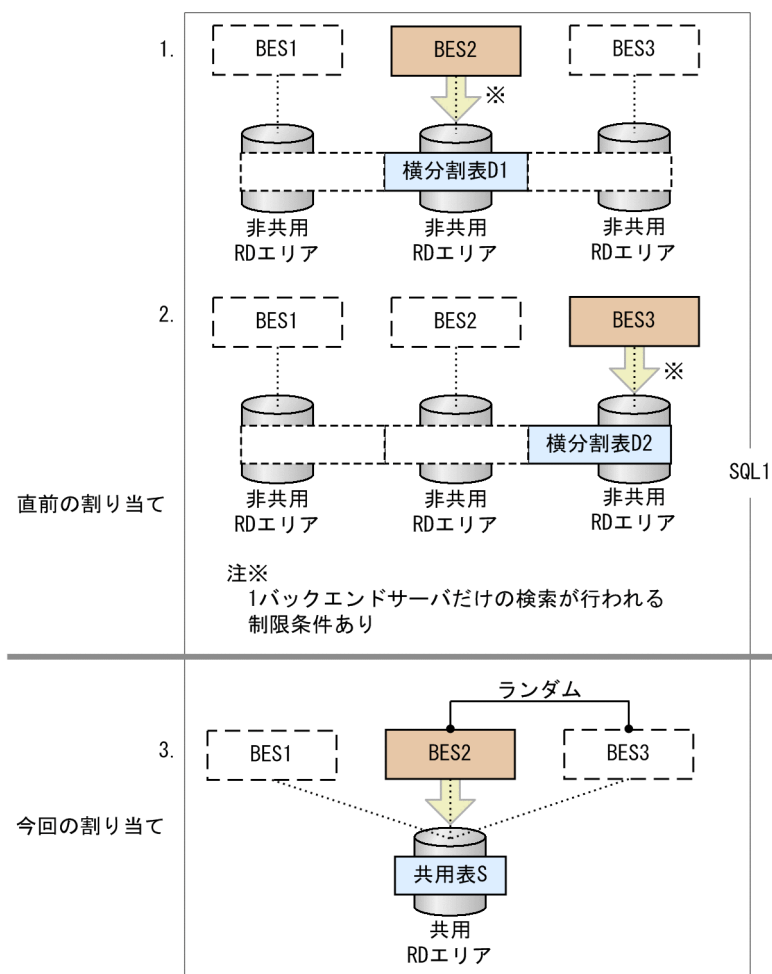 1.
BES1
BES2
BES3
※
横分割表D1
非共用
RDエリア
非共用
RDエリア
非共用
RDエリア
2.
BES1
BES2
BES3
※
横分割表D2
非共用
RDエリア
非共用
RDエリア
非共用
RDエリア
SQL1
直前の割り当て
注※
1バックエンドサーバだけの検索が行われる
制限条件あり
ランダム
3.
BES1
BES2
BES3
今回の割り当て
共用表S
共用
RDエリア